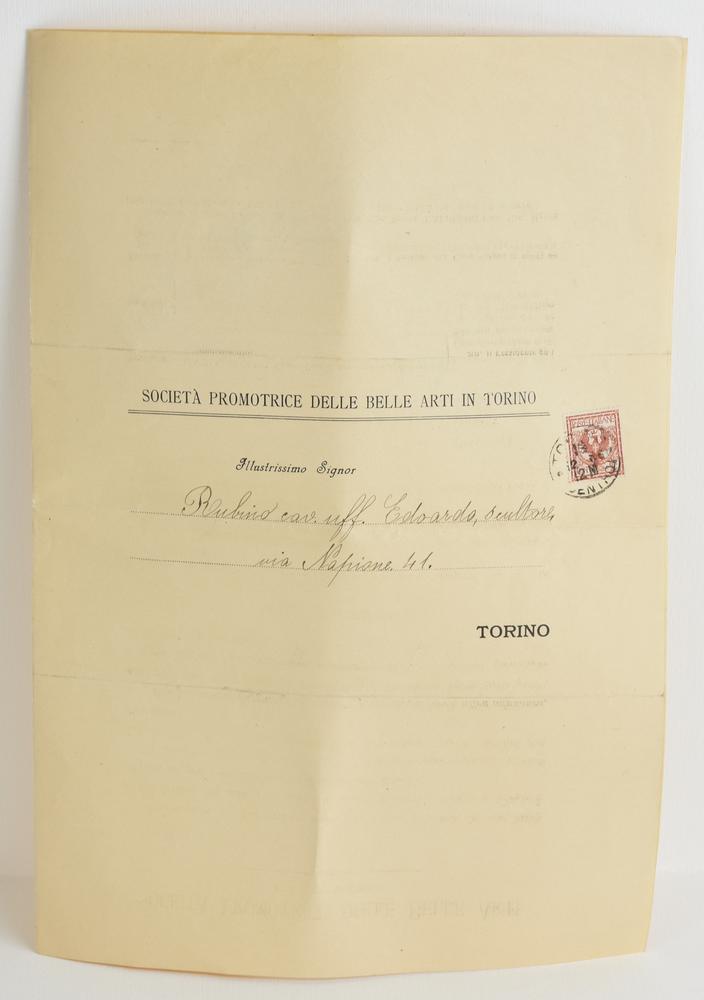 SOCIETÀ PROMOTRICE DELLE BELLE ARTI IN TORINO
Illustrissimo Signor
Rubino cav. uff. Edoardo, scultore,
via Napione. 41.
TORINO